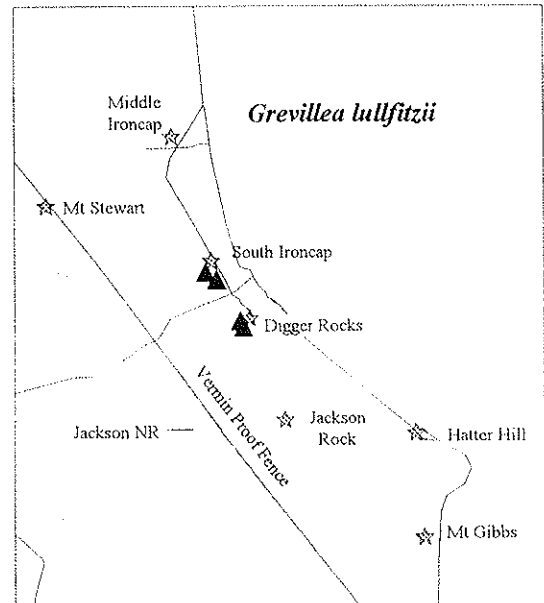 Middle
Ironcap
Grevillea lullfitzii
Mt Stewart
South Ironcap
Digger Rocks
Vermin Proof Fence
Jackson NR
Jackson
Rock
Hatter Hill
Mt Gibbs